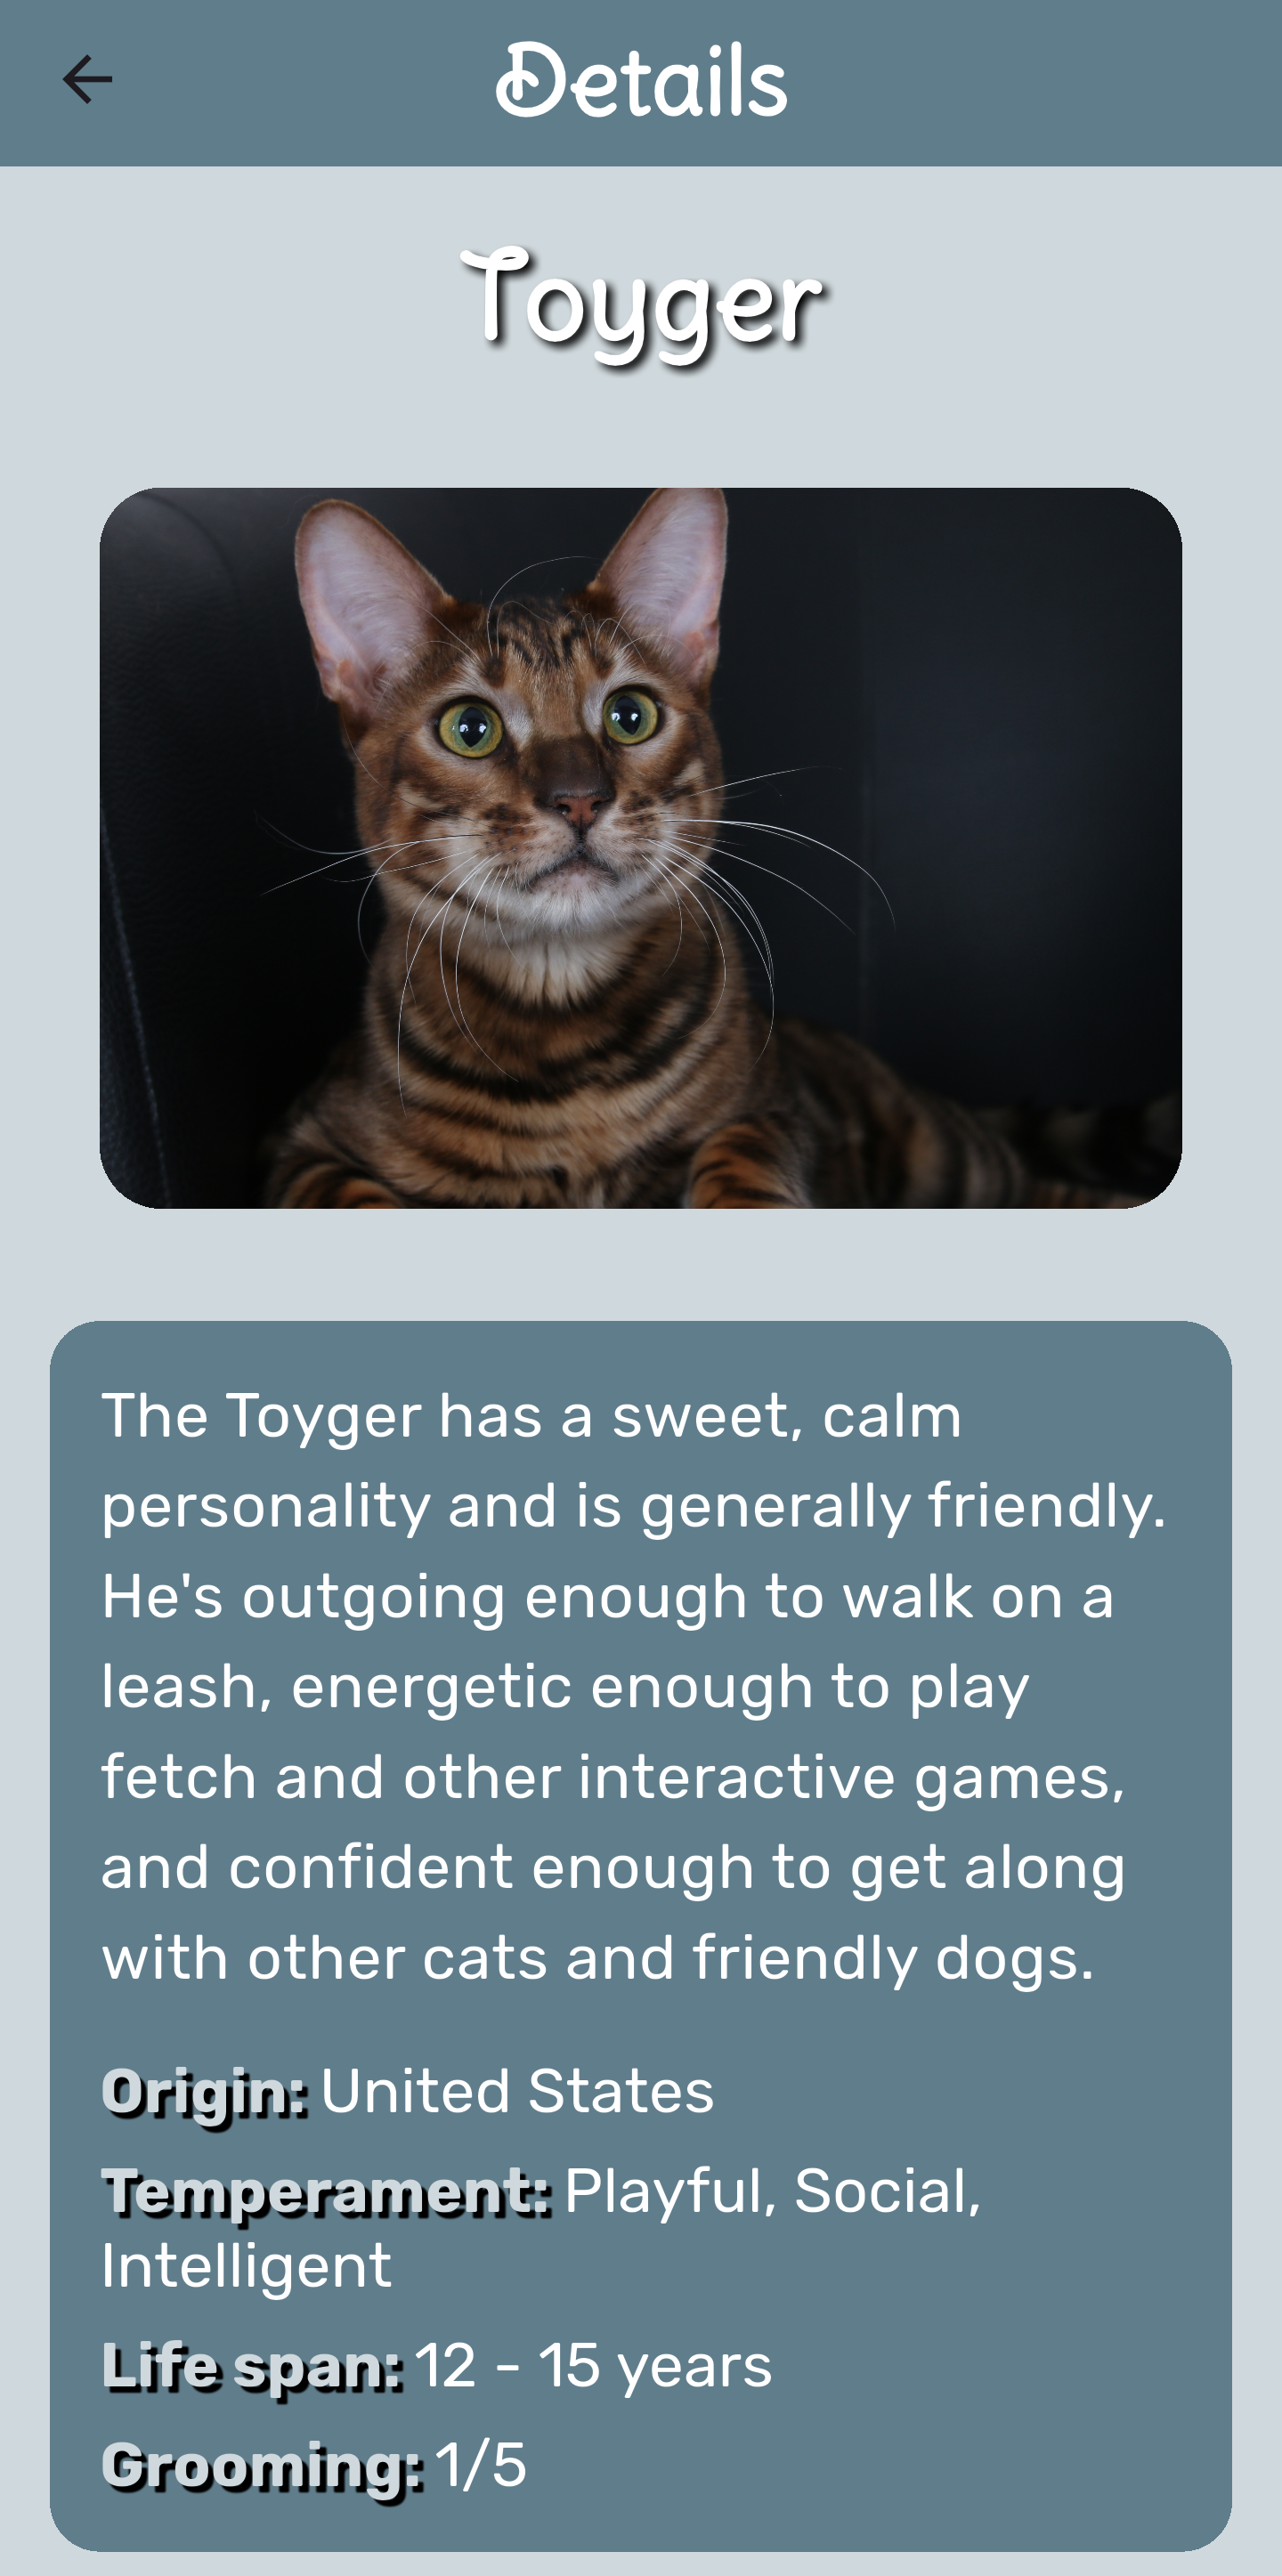 Details
Toyger
The Toyger has a sweet, calm
personality and is generally friendly.
He's outgoing enough to walk on a
leash, energetic enough to play
fetch and other interactive games,
and confident enough to get along
with other cats and friendly dogs.
Origin: United States
Temperament: Playful, Social,
Intelligent
Life span: 12 - 15 years
Grooming: 1/5